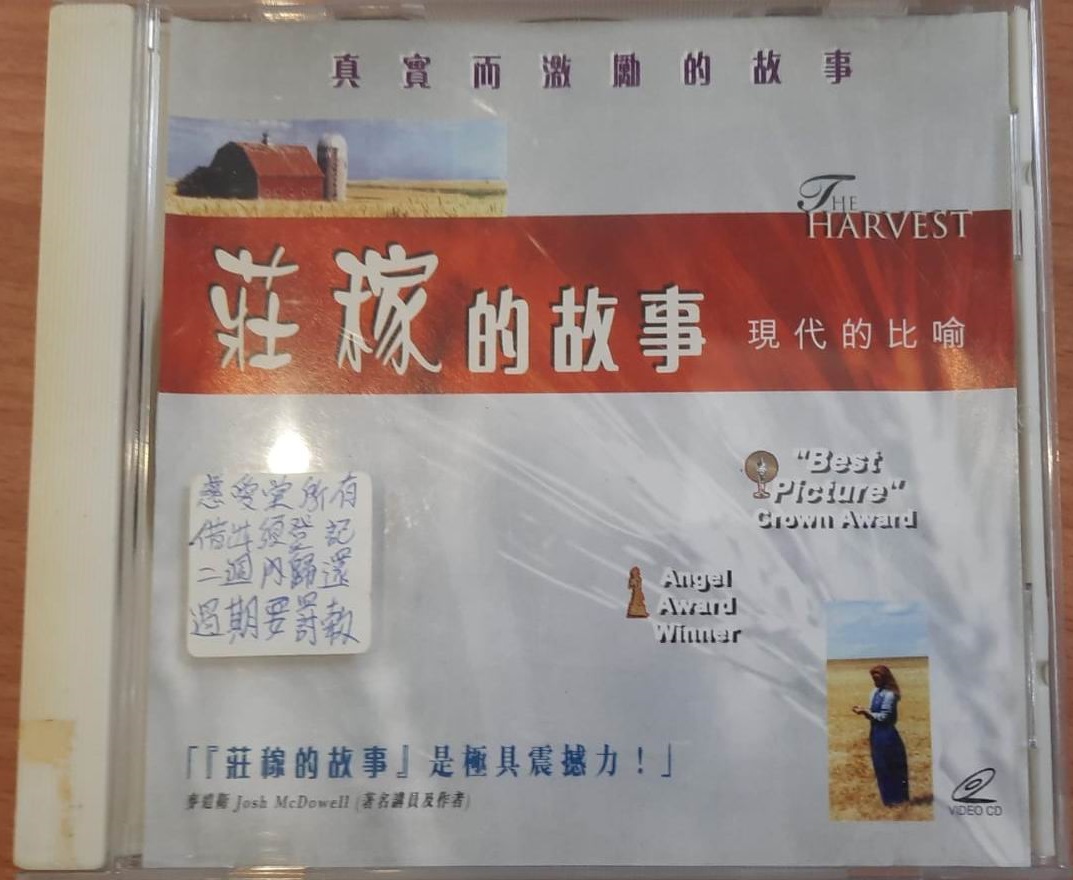 真實而激勵的故事
THE
HARVEST
莊稼的故事 現代的比喻
"Best
Picture"
Crown Award
慈愛堂所有
借出須登記
二週內歸還
過期要罰款
Angel
Award
Winner
「『莊稼的故事』是極具震撼力！」
麥道衛 Josh McDowell (著名講員及作者)
VIDEO CD